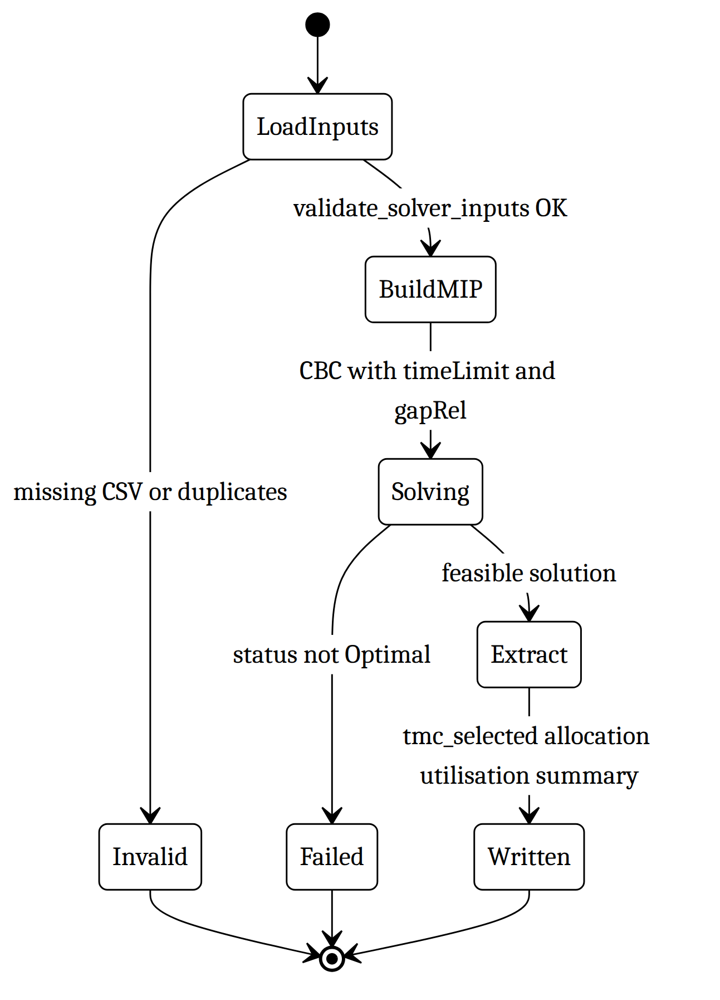 LoadInputs
validate_solver_inputs OK
BuildMIP
CBC with timeLimit and
gapRel
missing CSV or duplicates
Solving
feasible solution
status not Optimal
Extract
tmc_selected allocation
utilisation summary
Invalid
Failed
Written